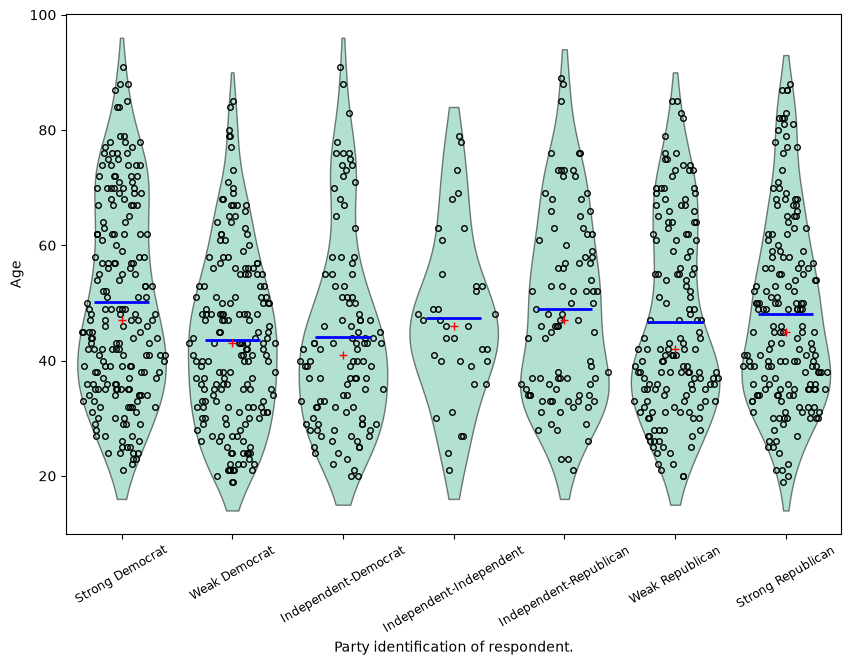 100
80
60
40
20
Age
Strong Democrat
Weak Democrat
Independent-Democrat
Independent-Independent
Independent-Republican
Weak Republican
Strong Republican
Party identification of respondent.